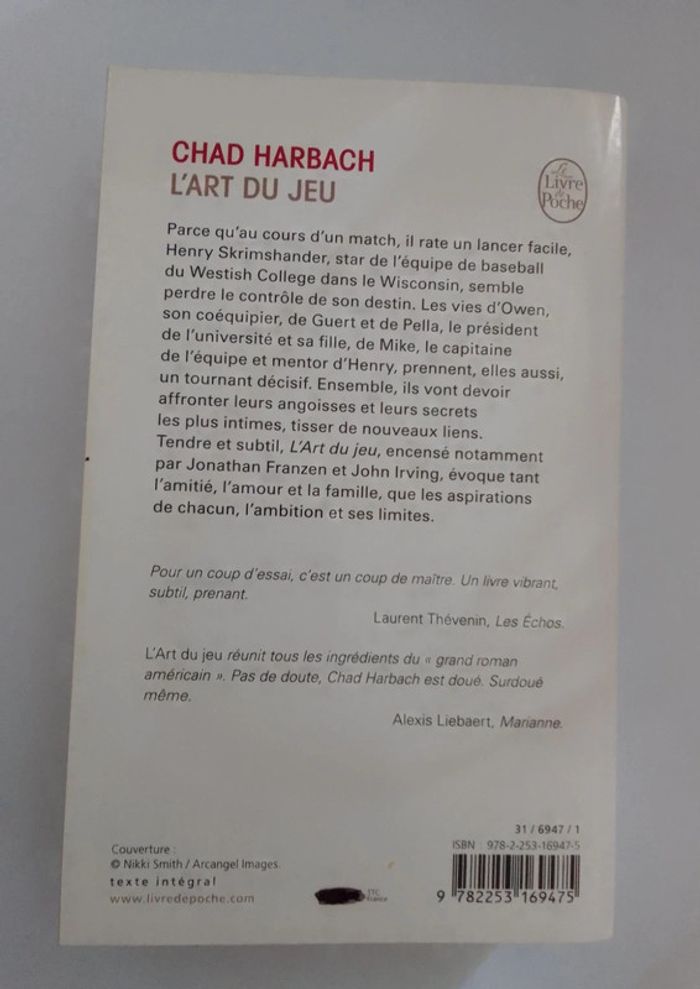 CHAD HARBACH
L'ART DU JEU
Le
Livre
de
Poche
Parce qu'au cours d'un match, il rate un lancer facile,
Henry Skrimshander, star de l'équipe de baseball
du Westish College dans le Wisconsin, semble
perdre le contrôle de son destin. Les vies d'Owen,
son coéquipier, de Guert et de Pella, le président
de l'université et sa fille, de Mike, le capitaine
de l'équipe et mentor d'Henry, prennent, elles aussi,
un tournant décisif. Ensemble, ils vont devoir
affronter leurs angoisses et leurs secrets
les plus intimes, tisser de nouveaux liens.
Tendre et subtil, L'Art du jeu, encensé notamment
par Jonathan Franzen et John Irving, évoque tant
l'amitié, l'amour et la famille, que les aspirations
de chacun, l'ambition et ses limites.
Pour un coup d'essai, c'est un coup de maître. Un livre vibrant,
subtil, prenant.
Laurent Thévenin, Les Échos.
L'Art du jeu réunit tous les ingrédients du « grand roman
américain ». Pas de doute, Chad Harbach est doué. Surdoué
même.
Alexis Liebaert, Marianne.
Couverture :
© Nikki Smith / Arcangel Images.
texte intégral
www.livredepoche.com
TTC
France
31 / 6947 / 1
ISBN : 978-2-253-16947-5
9 782253 169475